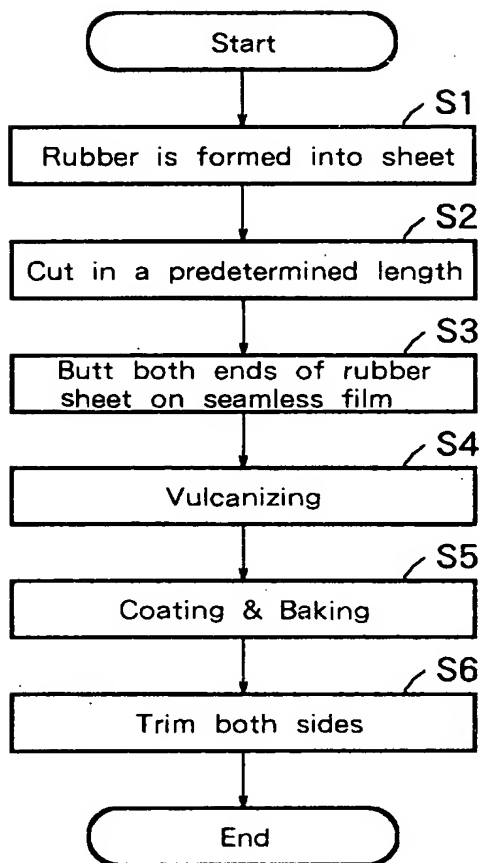 Start
S1
Rubber is formed into sheet
S2
Cut in a predetermined length
S3
Butt both ends of rubber
sheet on seamless film
S4
Vulcanizing
S5
Coating & Baking
S6
Trim both sides
End